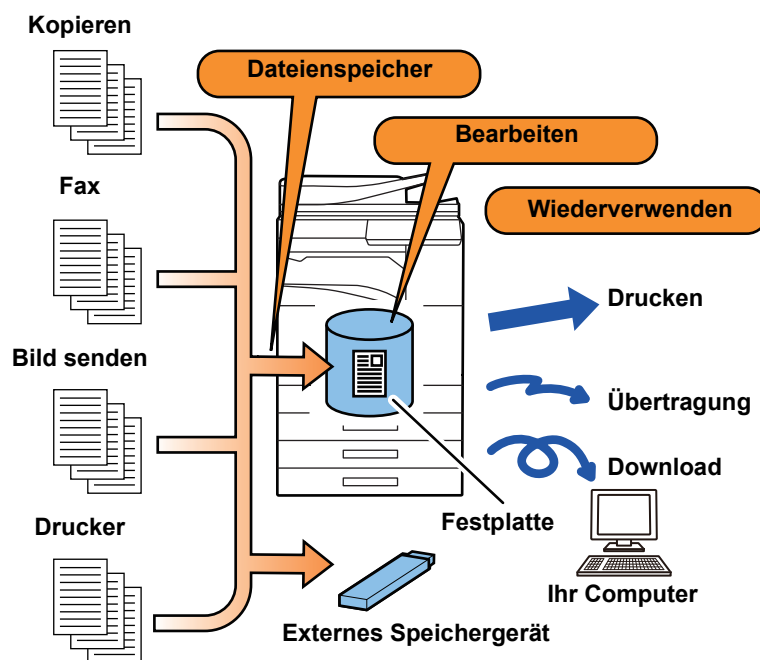 Kopieren
Dateienspeicher
Bearbeiten
Fax
Wiederverwenden
Drucken
Bild senden
Übertragung
Download
Drucker
Festplatte
Ihr Computer
Externes Speichergerät